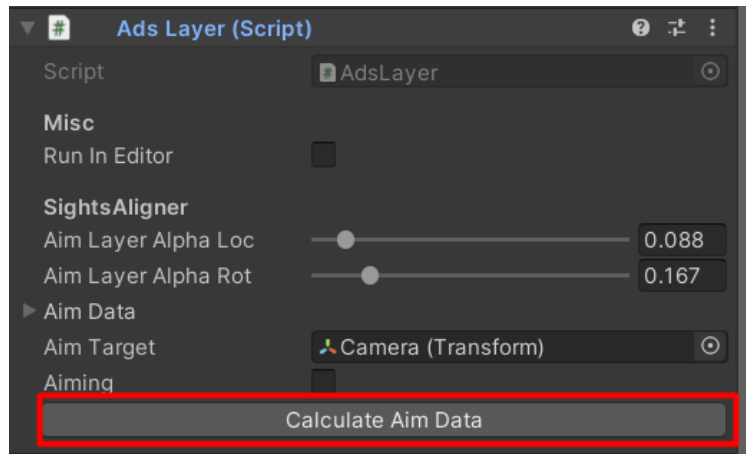 Ads Layer (Script)
Script AdsLayer
Misc
Run In Editor
SightsAligner
Aim Layer Alpha Loc 0.088
Aim Layer Alpha Rot 0.167
Aim Data
Aim Target Camera (Transform)
Aiming
Calculate Aim Data